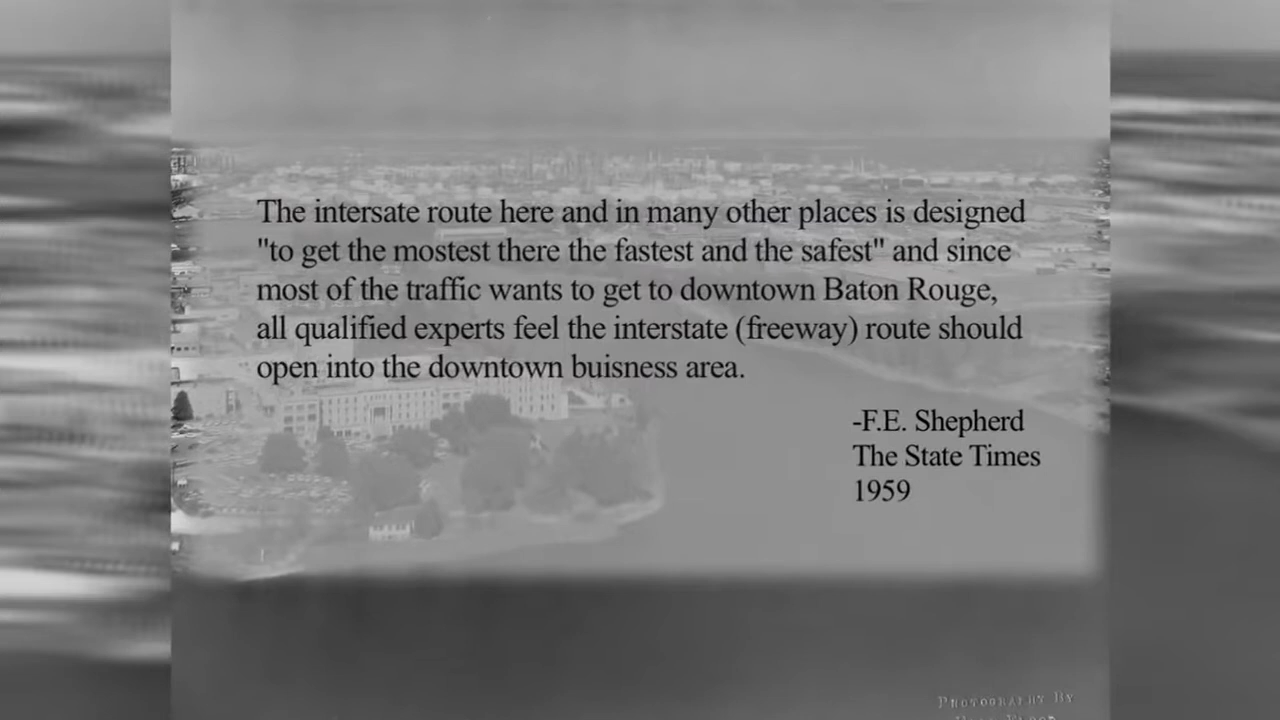 The intersate route here and in many other places is designed
"to get the mostest there the fastest and the safest" and since
most of the traffic wants to get to downtown Baton Rouge,
all qualified experts feel the interstate (freeway) route should
open into the downtown buisness area.
-F.E. Shepherd
The State Times
1959
PHOTOGRAPHY BY